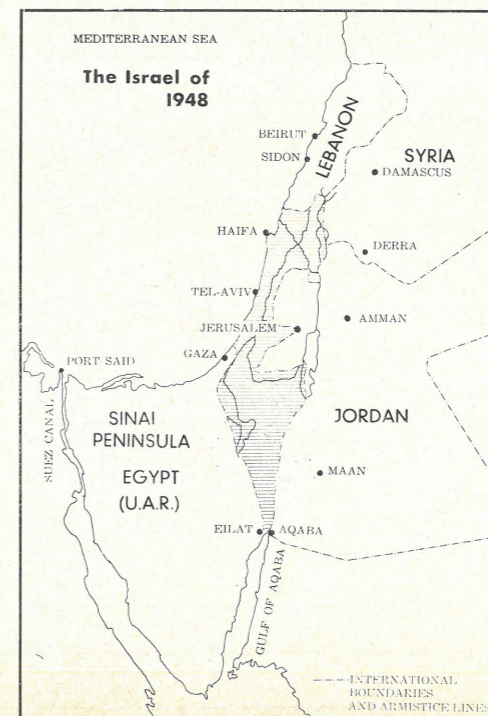 MEDITERRANEAN SEA
The Israel of
1948
BEIRUT
SIDON
LEBANON
SYRIA
DAMASCUS
HAIFA
DERRA
TEL-AVIV
JERUSALEM
AMMAN
GAZA
PORT SAID
SUEZ CANAL
SINAI
PENINSULA
JORDAN
EGYPT
(U.A.R.)
MAAN
EILAT
AQABA
GULF OF AQABA
INTERNATIONAL
BOUNDARIES
AND ARMISTICE LINES